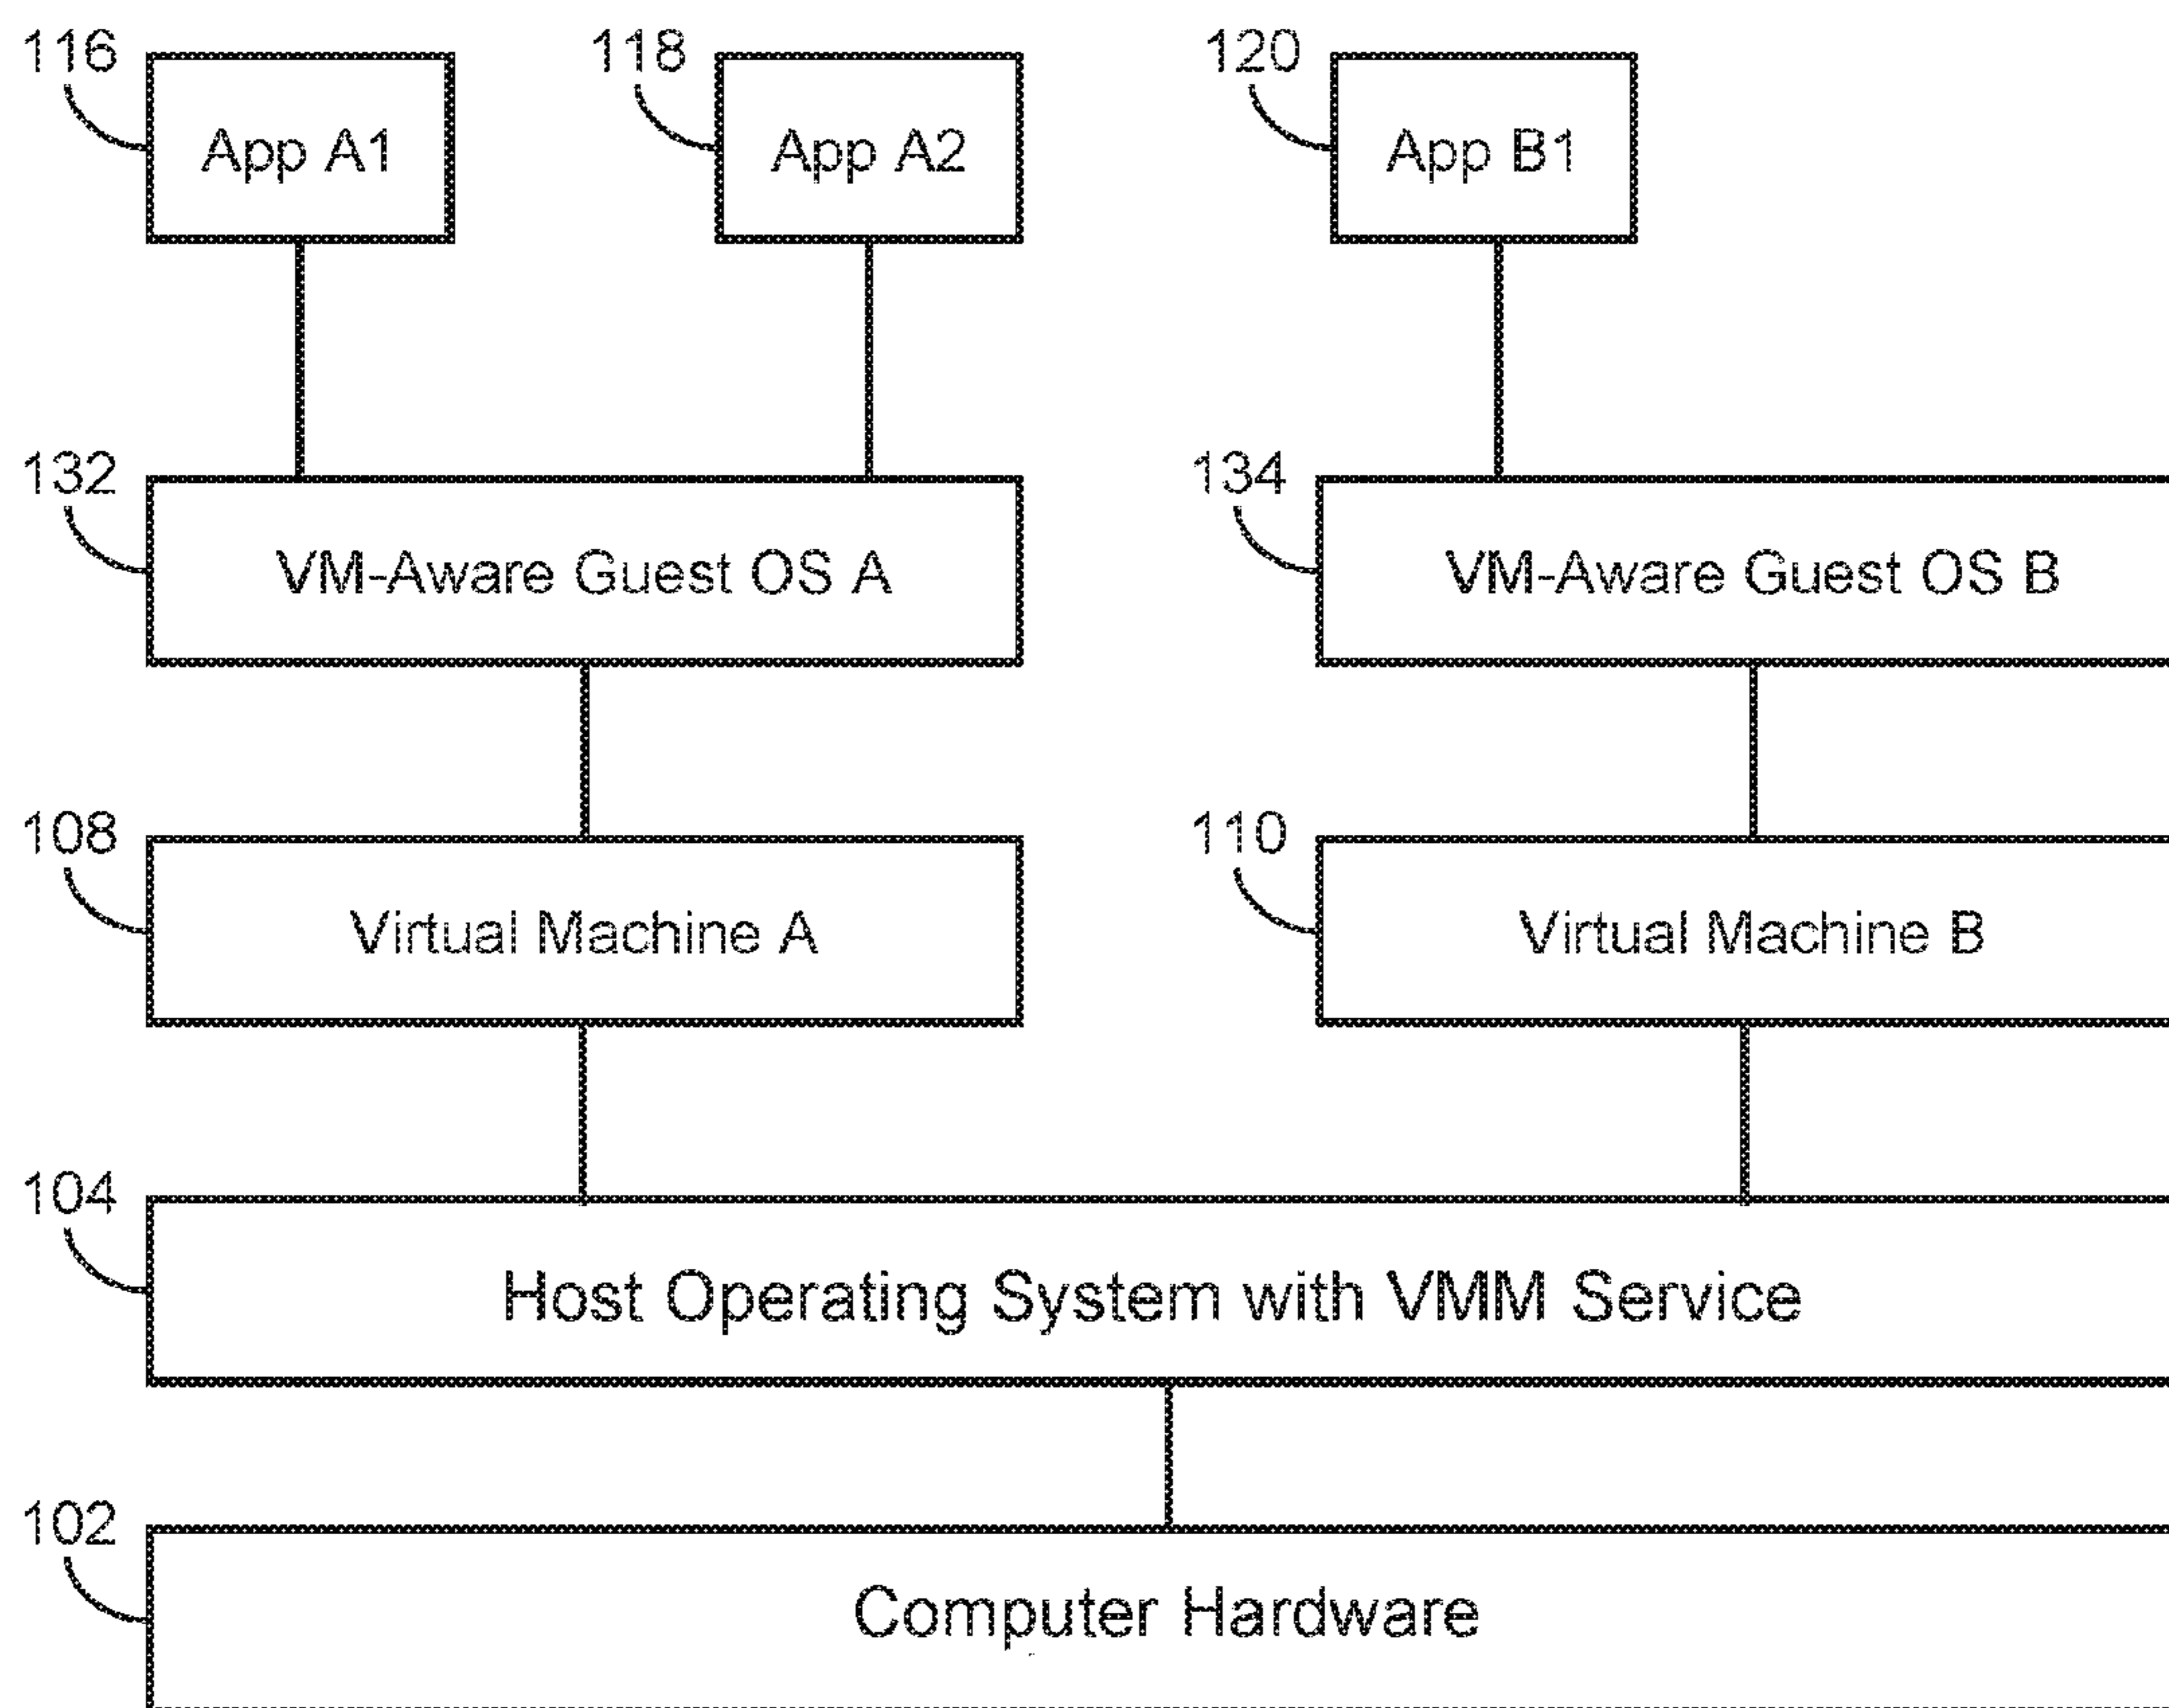 116 118 120
App A1 App A2 App B1
132 134
VM-Aware Guest OS A VM-Aware Guest OS B
108 110
Virtual Machine A Virtual Machine B
104
Host Operating System with VMM Service
102
Computer Hardware